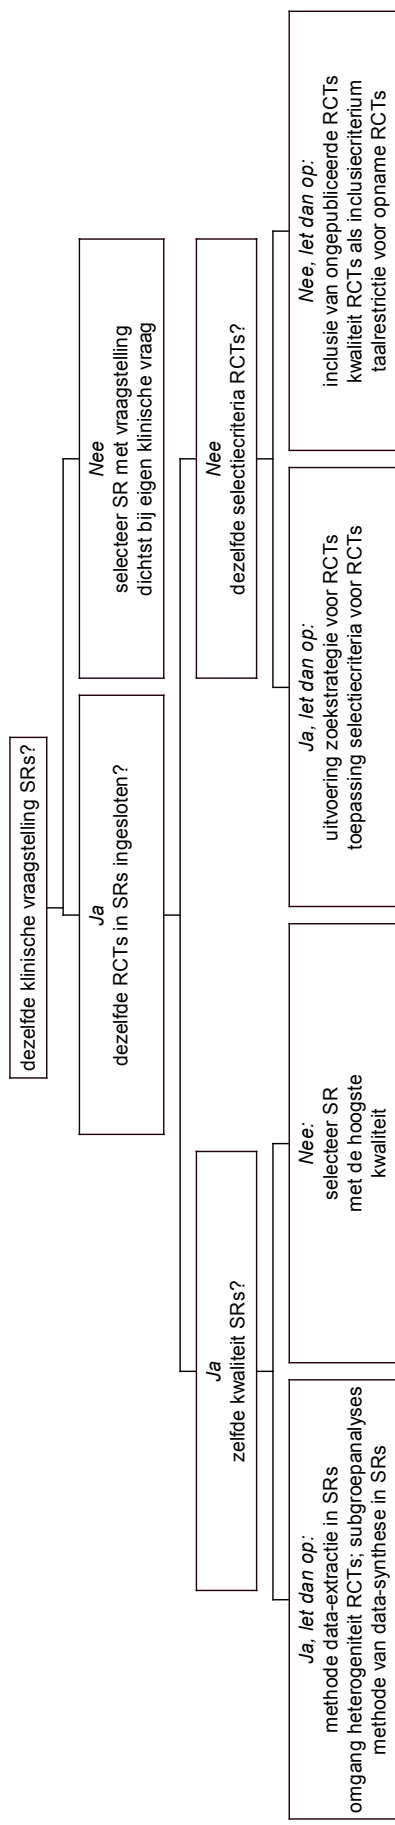 dezelfde klinische vraagstelling SRs?
Ja
dezelfde RCTs in SRs ingesloten?
Nee
selecteer SR met vraagstelling
dichtst bij eigen klinische vraag
Ja
zelfde kwaliteit SRs?
Nee
dezelfde selectiecriteria RCTs?
Ja, let dan op:
methode data-extractie in SRs
omgang heterogeniteit RCTs; subgroepanalyses
methode van data-synthese in SRs
Nee:
selecteer SR
met de hoogste
kwaliteit
Ja, let dan op:
uitvoering zoekstrategie voor RCTs
toepassing selectiecriteria voor RCTs
Nee, let dan op:
inclusie van ongepubliceerde RCTs
kwaliteit RCTs als inclusiecriterium
taalrestrictie voor opname RCTs